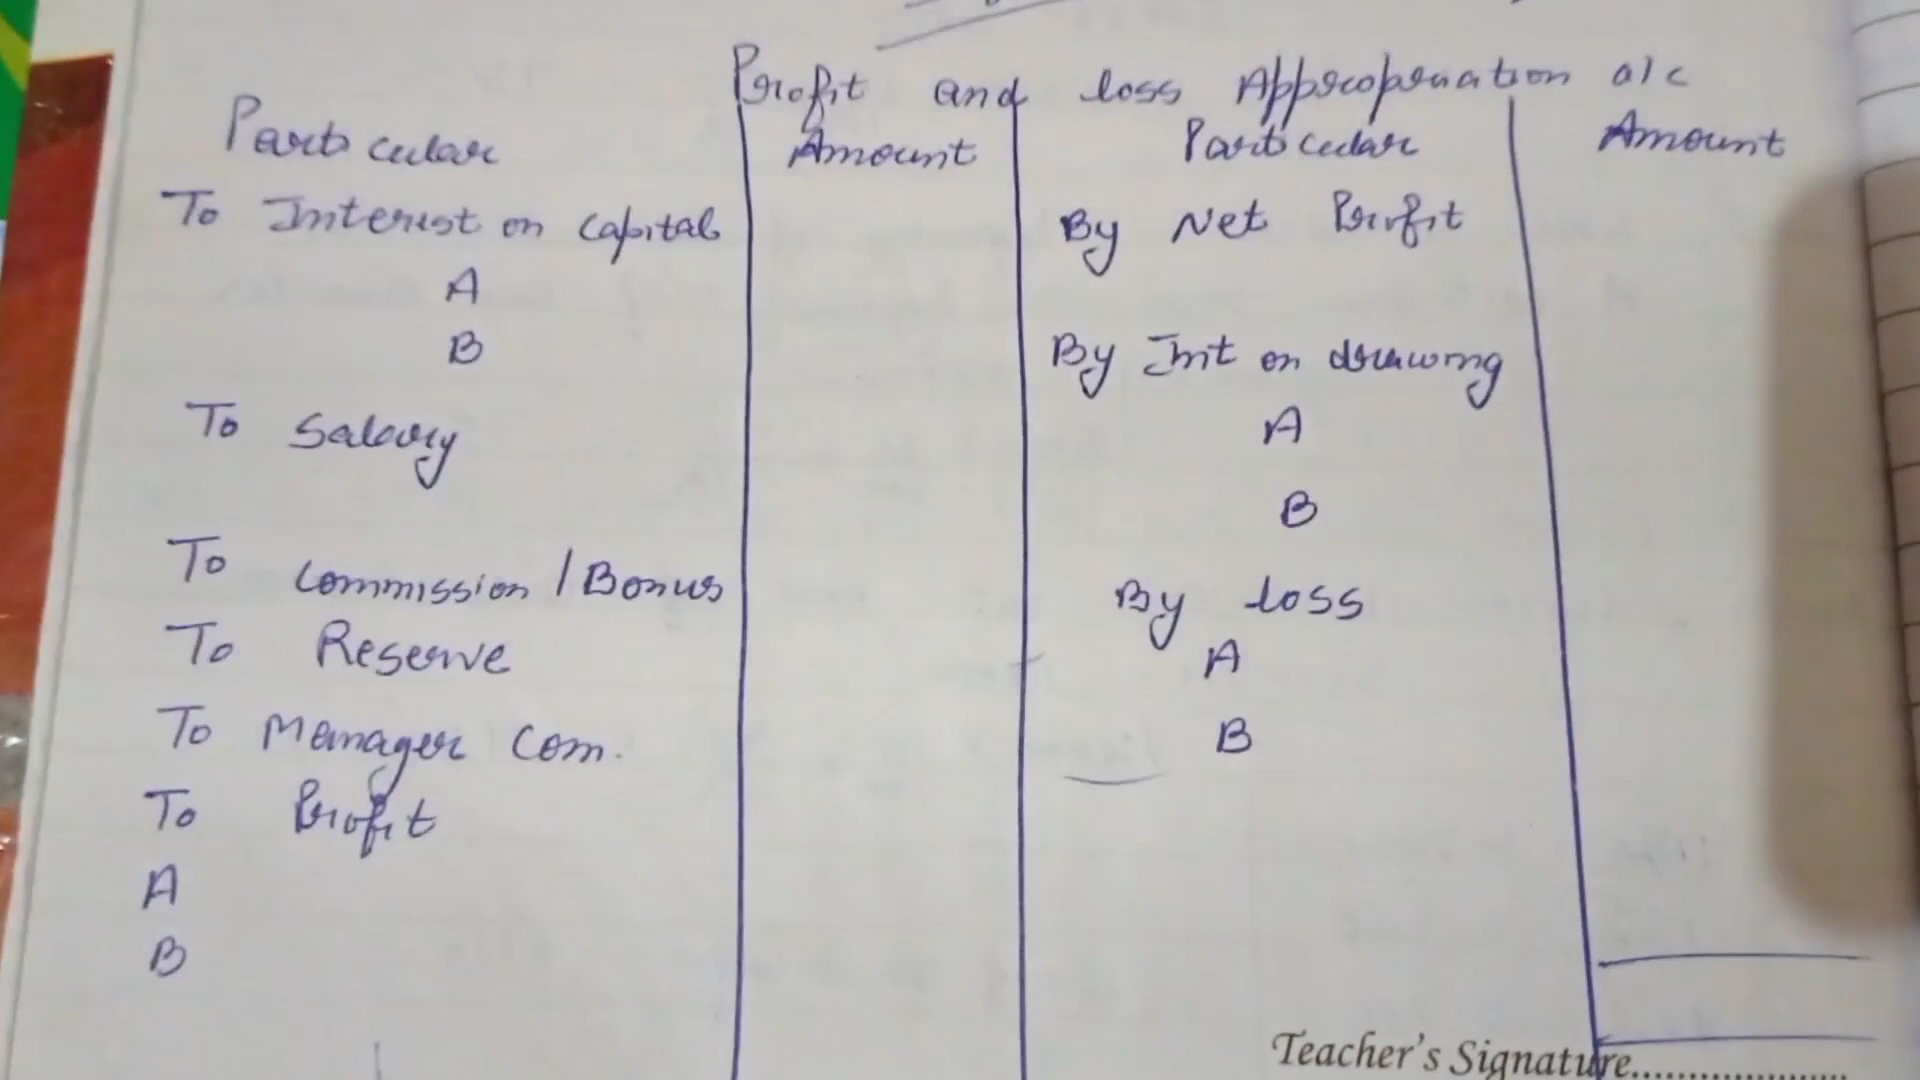 Profit and loss Appropriation a/c
Particular Amount Particular Amount
To Interest on Capital By Net Profit
A
B By Int on drawing
To Salary A
B
To Commission / Bonus By loss
To Reserve A
To Manager Com. B
To Profit
A
B
Teacher's Signature.....................